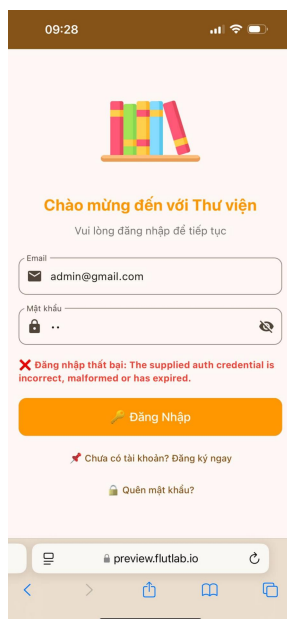 09:28
Chào mừng đến với Thư viện
Vui lòng đăng nhập để tiếp tục
Email
admin@gmail.com
Mật khẩu
••
❌ Đăng nhập thất bại: The supplied auth credential is
incorrect, malformed or has expired.
🔑 Đăng Nhập
📌 Chưa có tài khoản? Đăng ký ngay
🔒 Quên mật khẩu?
preview.flutlab.io